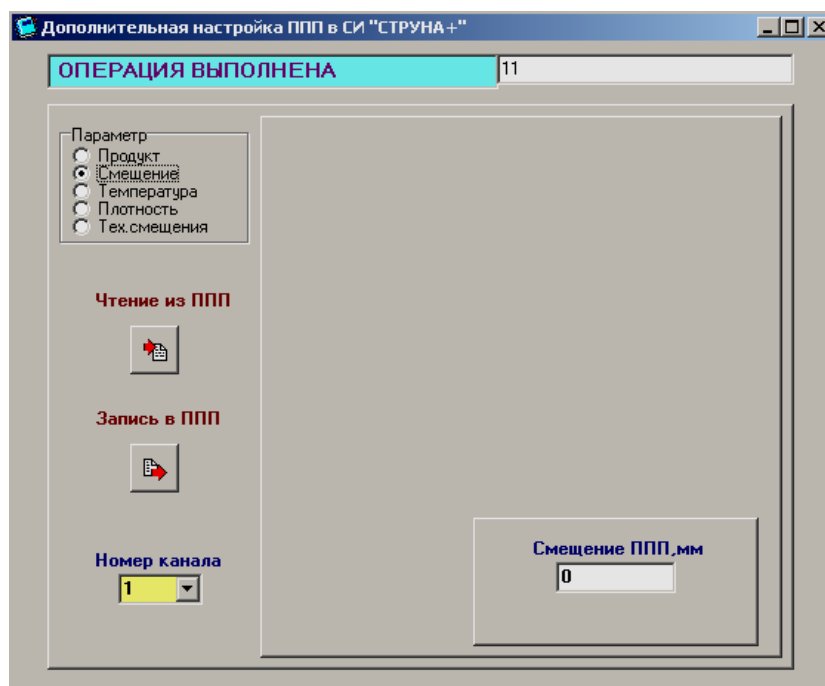 Дополнительная настройка ППП в СИ "СТРУНА+"
ОПЕРАЦИЯ ВЫПОЛНЕНА
11
Параметр
Продукт
Смещение
Температура
Плотность
Тех.смещения
Чтение из ППП
Запись в ППП
Номер канала
1
Смещение ППП,мм
0